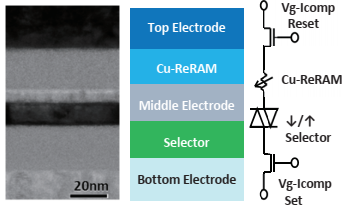 Top Electrode
Cu-ReRAM
Middle Electrode
Selector
Bottom Electrode
20nm
Vg-Icomp
Reset
Cu-ReRAM
↓/↑
Selector
Vg-Icomp
Set